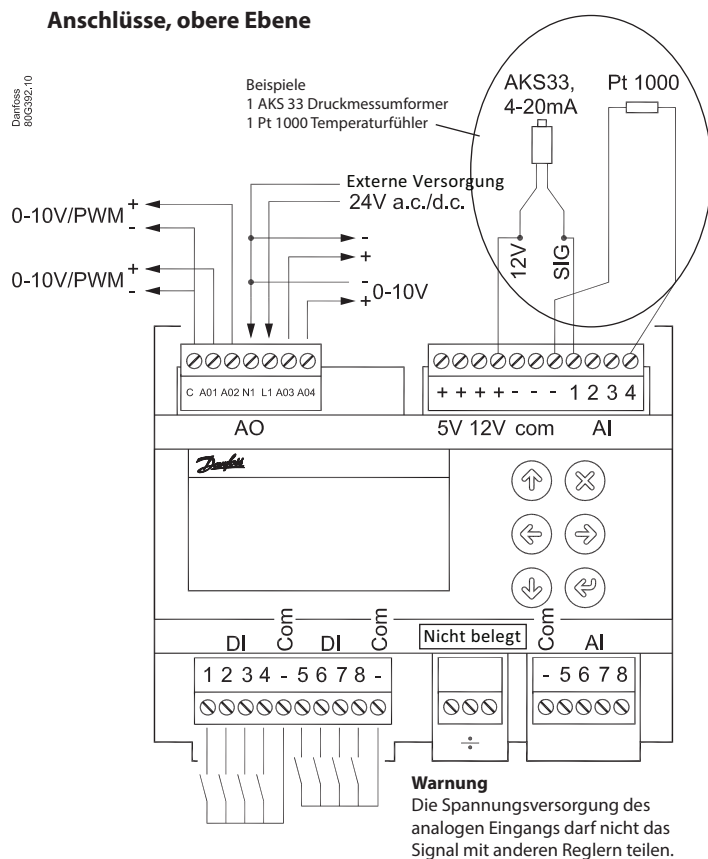 Anschlüsse, obere Ebene
Danfoss
80G392.10
Beispiele
1 AKS 33 Druckmessumformer
1 Pt 1000 Temperaturfühler
AKS33,
4-20mA
Pt 1000
Externe Versorgung
24V a.c./d.c.
0-10V/PWM
+
-
0-10V/PWM
+
-
-
+
-
+
0-10V
12V
SIG
C A01 A02 N1 L1 A03 A04
+ + + + - - - 1 2 3 4
AO
5V 12V com AI
Danfoss
DI
Com
DI
Com
Nicht belegt
Com
AI
1 2 3 4 - 5 6 7 8 -
- 5 6 7 8
÷
Warnung
Die Spannungsversorgung des
analogen Eingangs darf nicht das
Signal mit anderen Reglern teilen.